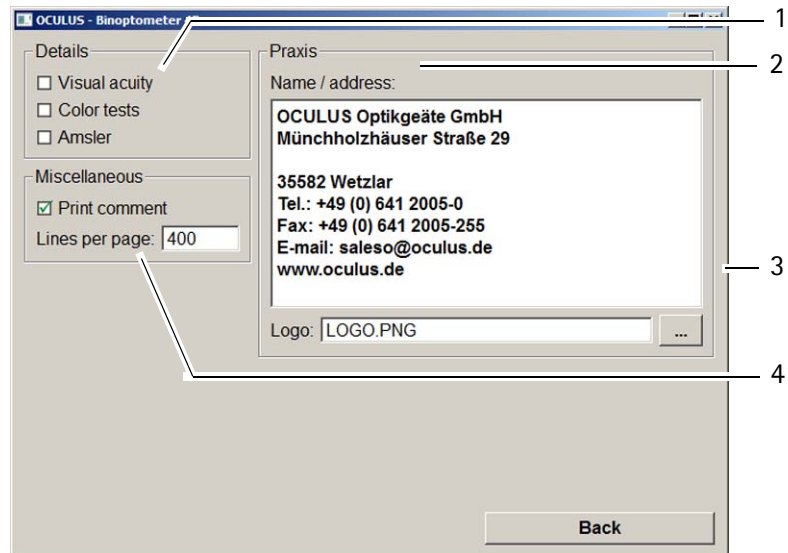 OCULUS - Binoptometer
1
Details
Visual acuity
Color tests
Amsler
Miscellaneous
Print comment
Lines per page: 400
Praxis
2
Name / address:
OCULUS Optikgeäte GmbH
Münchholzhäuser Straße 29
35582 Wetzlar
Tel.: +49 (0) 641 2005-0
Fax: +49 (0) 641 2005-255
E-mail: saleso@oculus.de
www.oculus.de
3
Logo: LOGO.PNG ...
4
Back